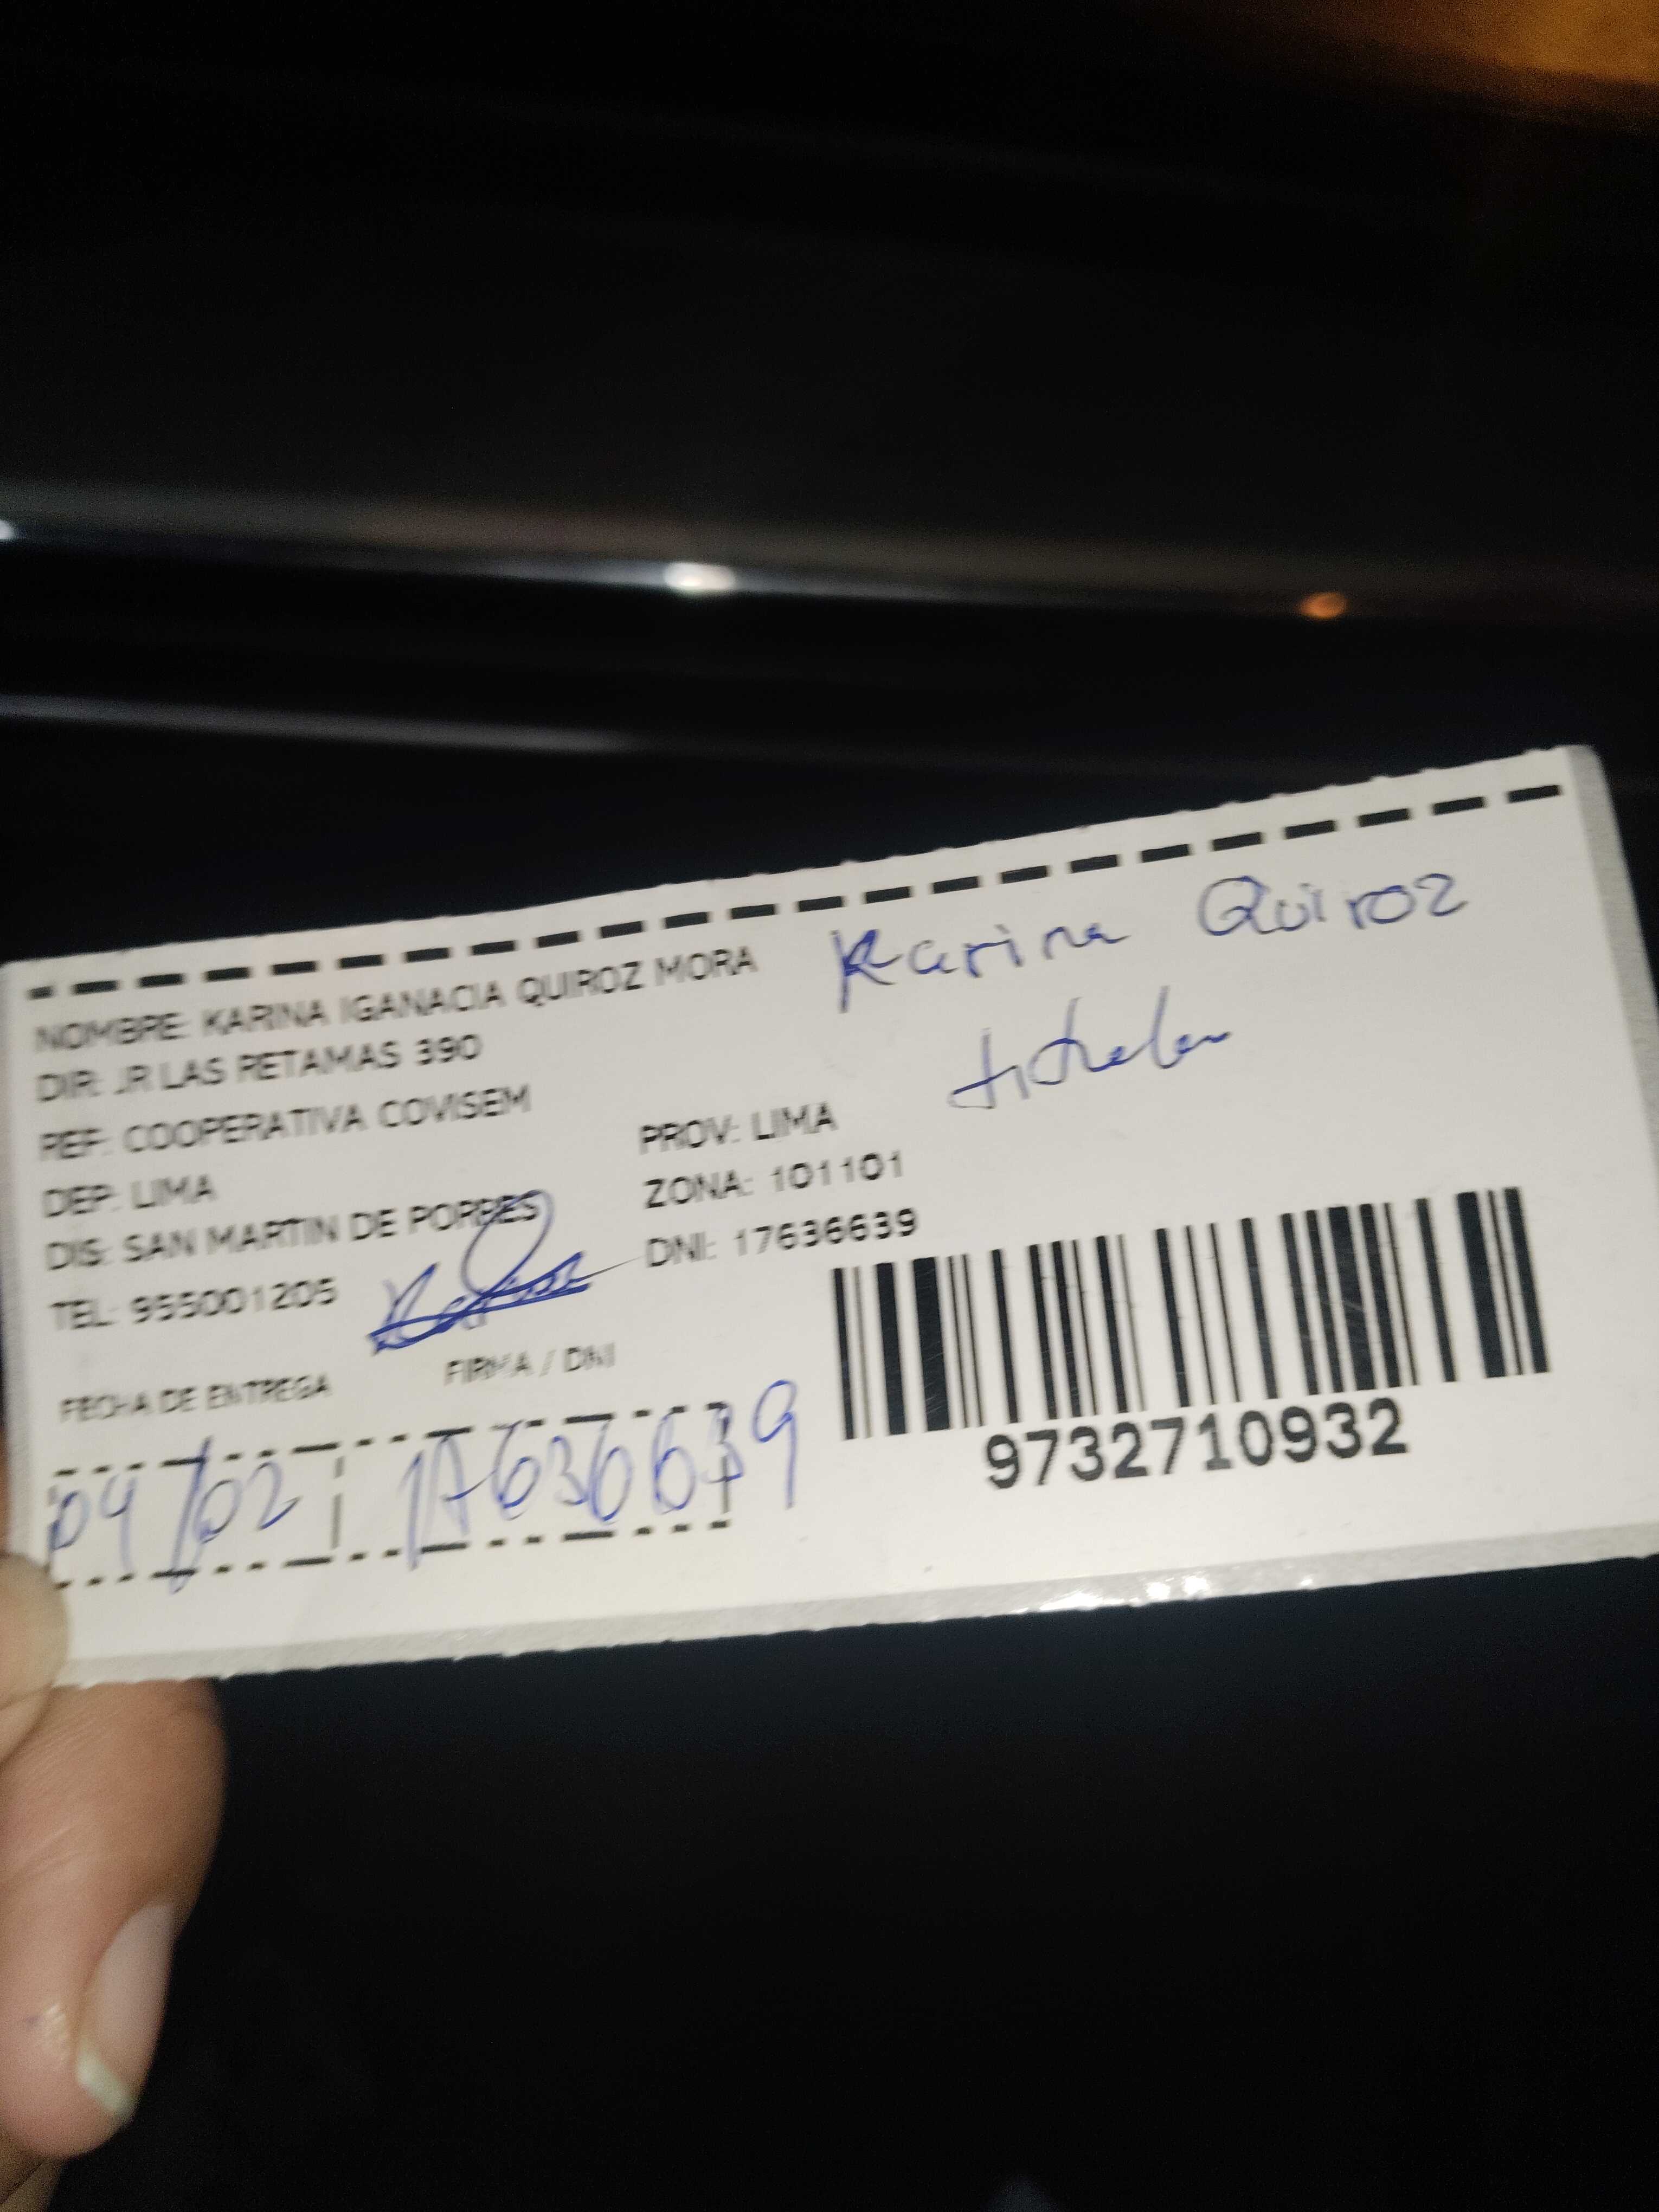 NOMBRE: KARINA IGANACIA QUIROZ MORA
Karina Quiroz
titular
DIR: JR LAS RETAMAS 390
REF: COOPERATIVA COVISEM
DEP: LIMA PROV: LIMA
ZONA: 101101
DIS: SAN MARTIN DE PORRES
DNI: 17636639
TEL: 955001205
FECHA DE ENTREGA FIRMA / DNI
04/02 17636639
9732710932